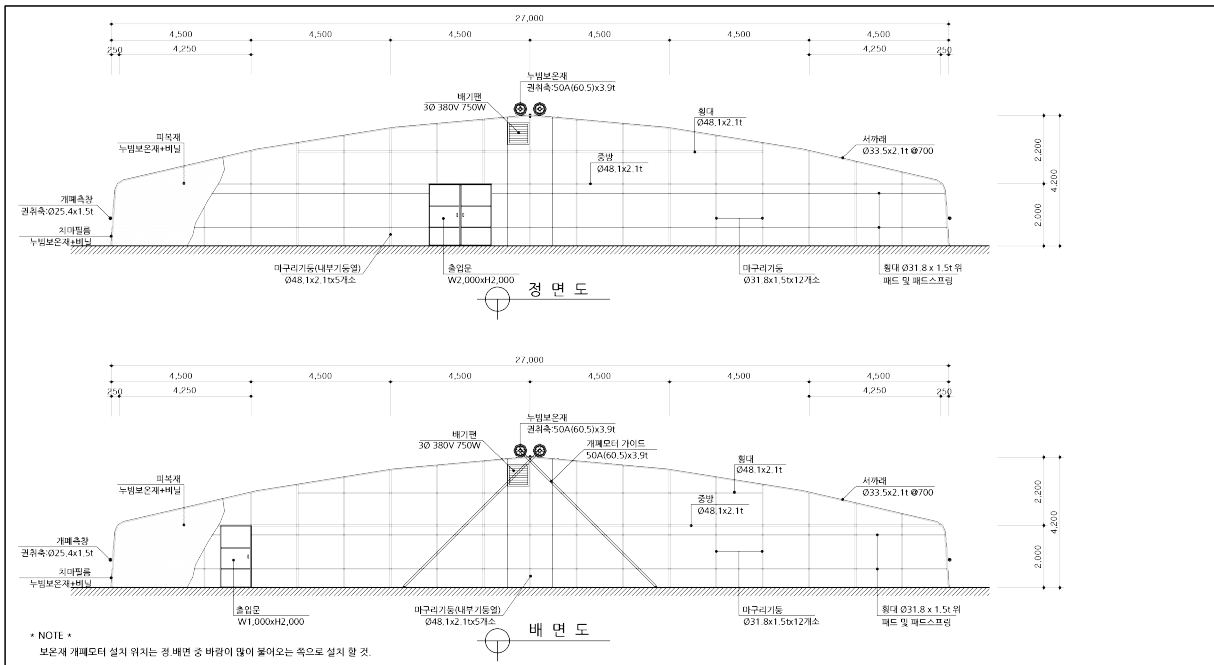 27,000
4,500 4,500 4,500 4,500 4,500 4,500
250 4,250 4,250 250
누빔보온재
권취축:50A(60.5)x3.9t
배기팬
3Ø 380V 750W
횡대
Ø48.1x2.1t
피복재
누빔보온재+비닐
중방
Ø48.1x2.1t
서까래
Ø33.5x2.1t @700
2,200
4,200
2,000
개폐측창
권취축:Ø25.4x1.5t
치마필름
누빔보온재+비닐
마구리기둥(내부기둥열)
Ø48.1x2.1tx5개소
출입문
W2,000xH2,000
마구리기둥
Ø31.8x1.5tx12개소
횡대 Ø31.8 x 1.5t 위
패드 및 패드스프링
정 면 도
27,000
4,500 4,500 4,500 4,500 4,500 4,500
250 4,250 4,250 250
누빔보온재
권취축:50A(60.5)x3.9t
배기팬
3Ø 380V 750W
개폐모터 가이드
50A(60.5)x3.9t
횡대
Ø48.1x2.1t
피복재
누빔보온재+비닐
서까래
Ø33.5x2.1t @700
중방
Ø48.1x2.1t
2,200
4,200
2,000
개폐측창
권취축:Ø25.4x1.5t
치마필름
누빔보온재+비닐
출입문
W1,000xH2,000
마구리기둥(내부기둥열)
Ø48.1x2.1tx5개소
마구리기둥
Ø31.8x1.5tx12개소
횡대 Ø31.8 x 1.5t 위
패드 및 패드스프링
배 면 도
* NOTE *
보온재 개폐모터 설치 위치는 정.배면 중 바람이 많이 불어오는 쪽으로 설치 할 것.